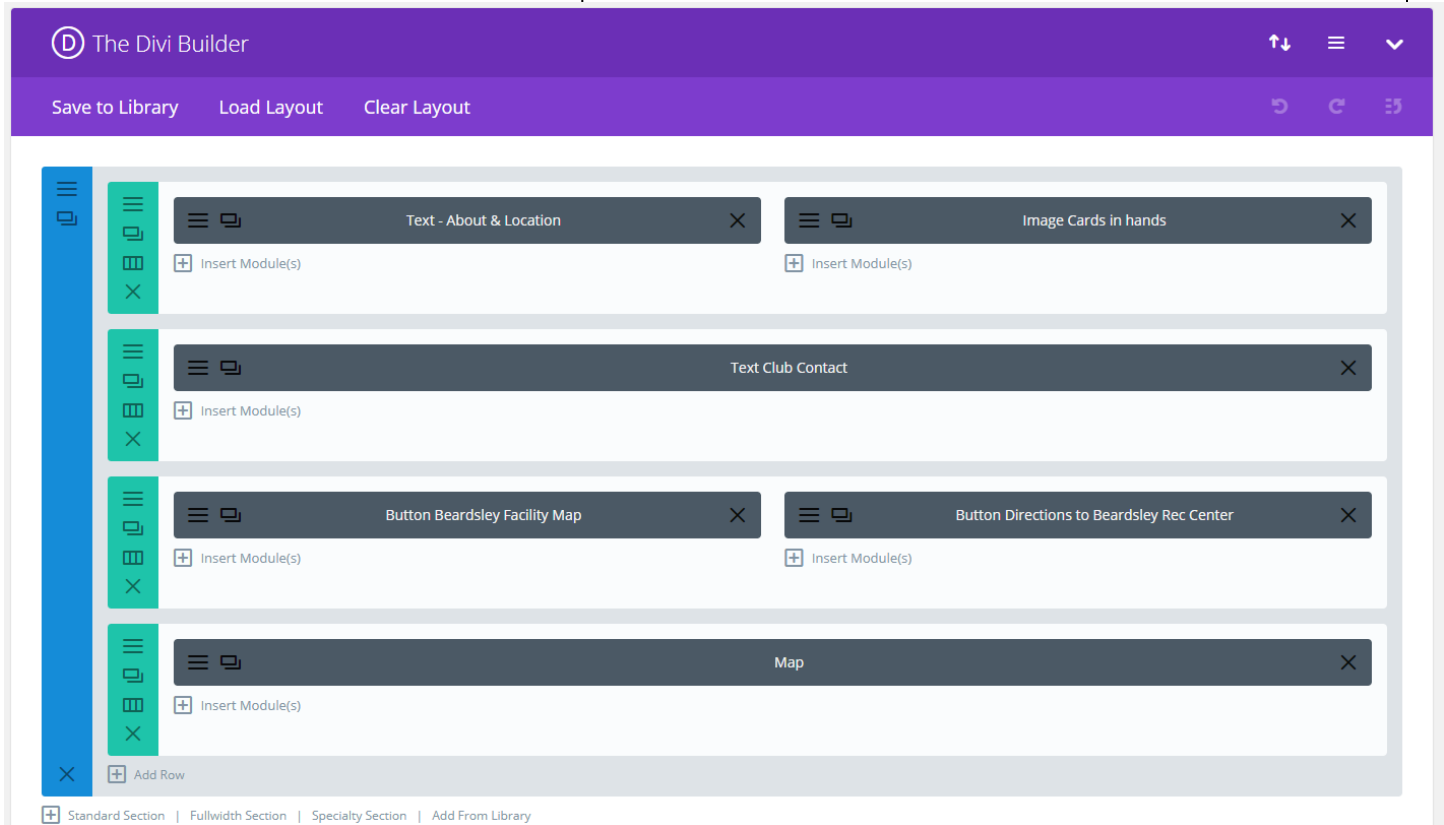 D The Divi Builder
Save to Library Load Layout Clear Layout
Text - About & Location Image Cards in hands
Insert Module(s) Insert Module(s)
Text Club Contact
Insert Module(s)
Button Beardsley Facility Map Button Directions to Beardsley Rec Center
Insert Module(s) Insert Module(s)
Map
Insert Module(s)
Add Row
Standard Section | Fullwidth Section | Specialty Section | Add From Library